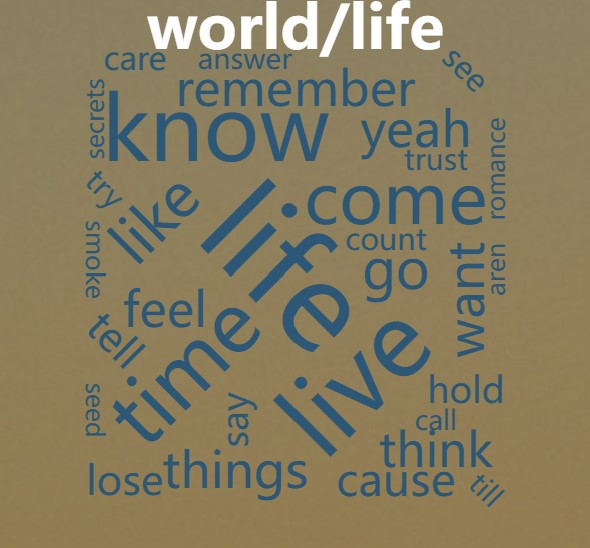 world/life
care
answer
see
secrets
remember
know
yeah
trust
romance
try
like
life
come
count
smoke
go
want
aren
feel
tell
time
live
hold
seed
say
call
think
lose
things
cause
till